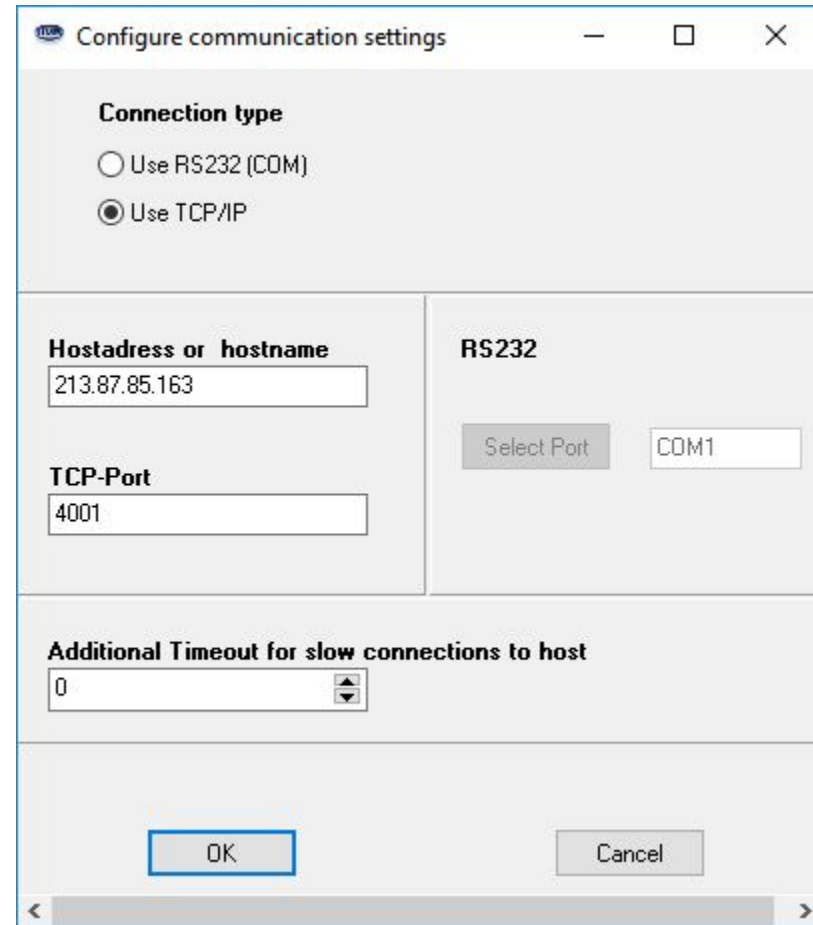 Configure communication settings
Connection type
Use RS232 (COM)
Use TCP/IP
Hostadress or hostname
213.87.85.163
TCP-Port
4001
RS232
Select Port
COM1
Additional Timeout for slow connections to host
0
OK
Cancel